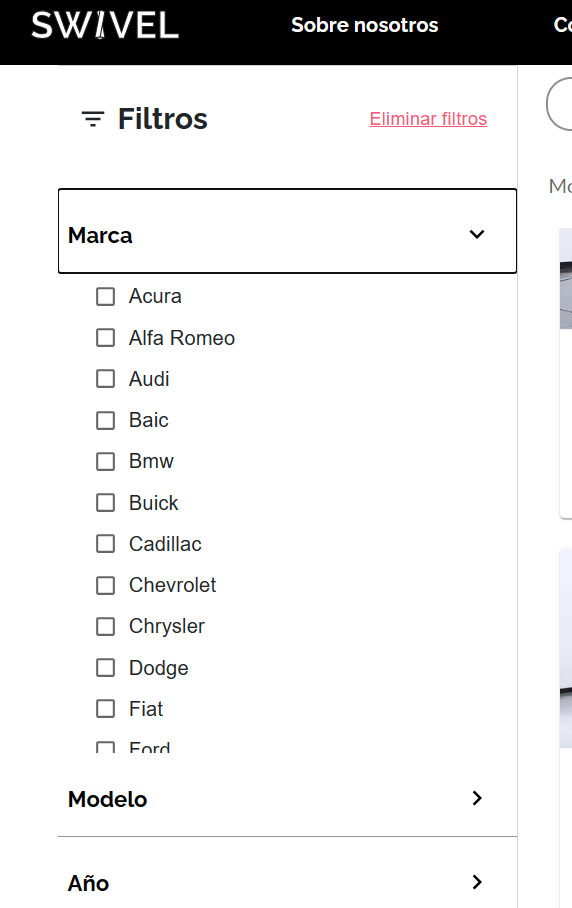 SWIVEL
Sobre nosotros
Filtros
Eliminar filtros
Marca
Acura
Alfa Romeo
Audi
Baic
Bmw
Buick
Cadillac
Chevrolet
Chrysler
Dodge
Fiat
Ford
Modelo
Año